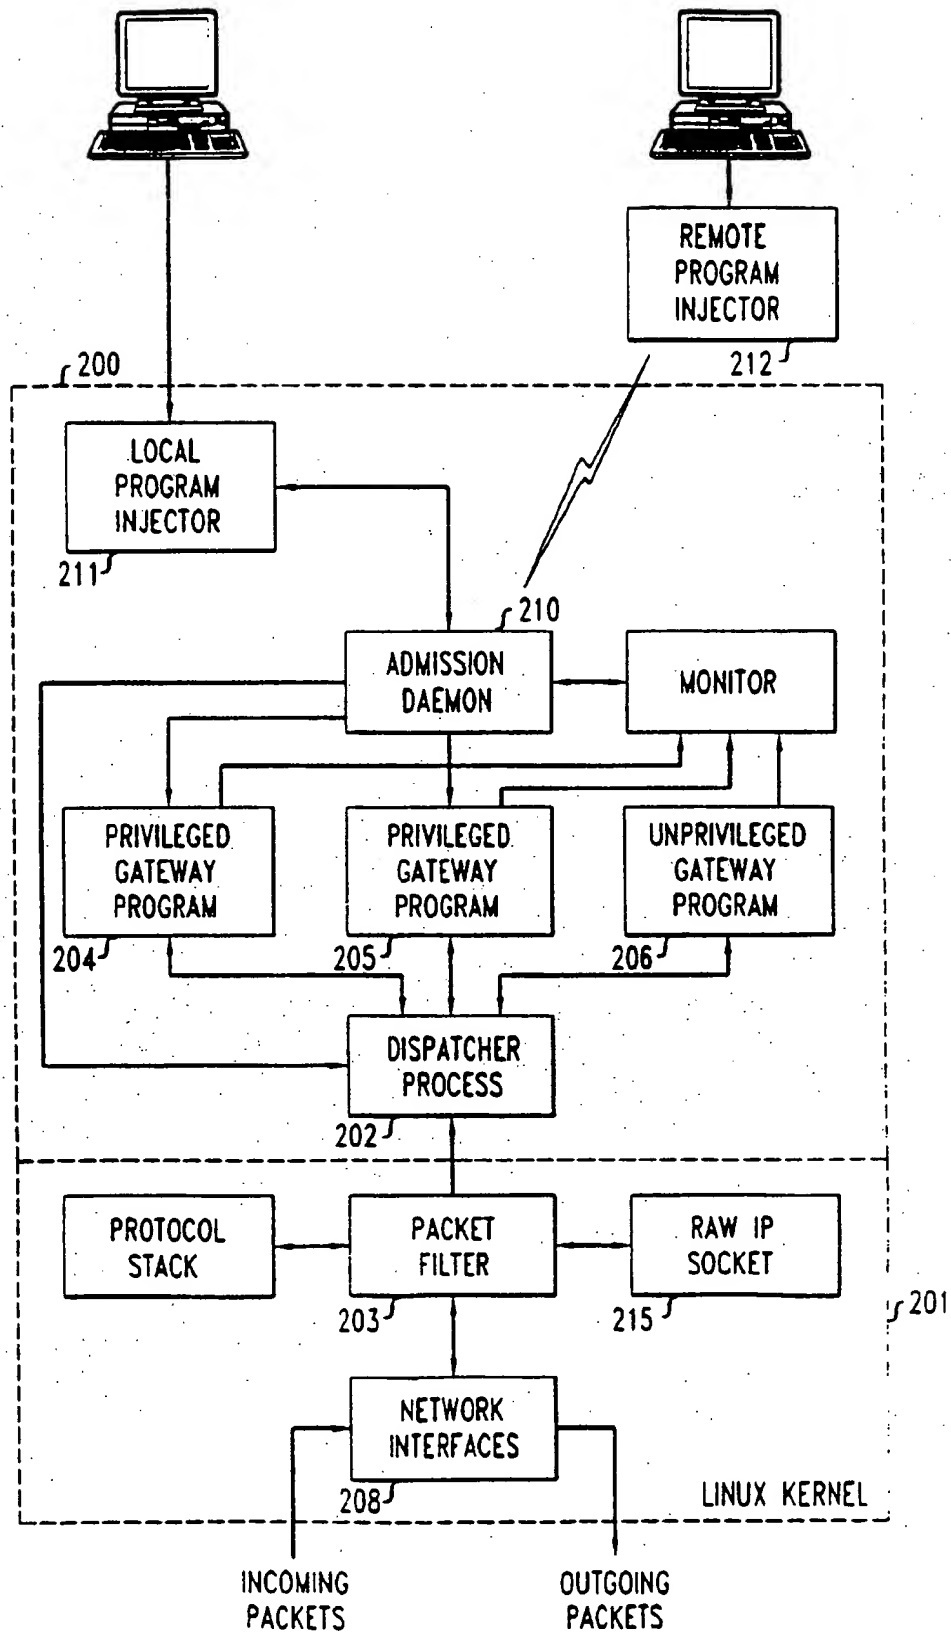 REMOTE
PROGRAM
INJECTOR
212
200
LOCAL
PROGRAM
INJECTOR
211
210
ADMISSION
DAEMON
MONITOR
PRIVILEGED
GATEWAY
PROGRAM
204
PRIVILEGED
GATEWAY
PROGRAM
205
UNPRIVILEGED
GATEWAY
PROGRAM
206
DISPATCHER
PROCESS
202
PROTOCOL
STACK
PACKET
FILTER
203
RAW IP
SOCKET
215
201
NETWORK
INTERFACES
208
LINUX KERNEL
INCOMING
PACKETS
OUTGOING
PACKETS